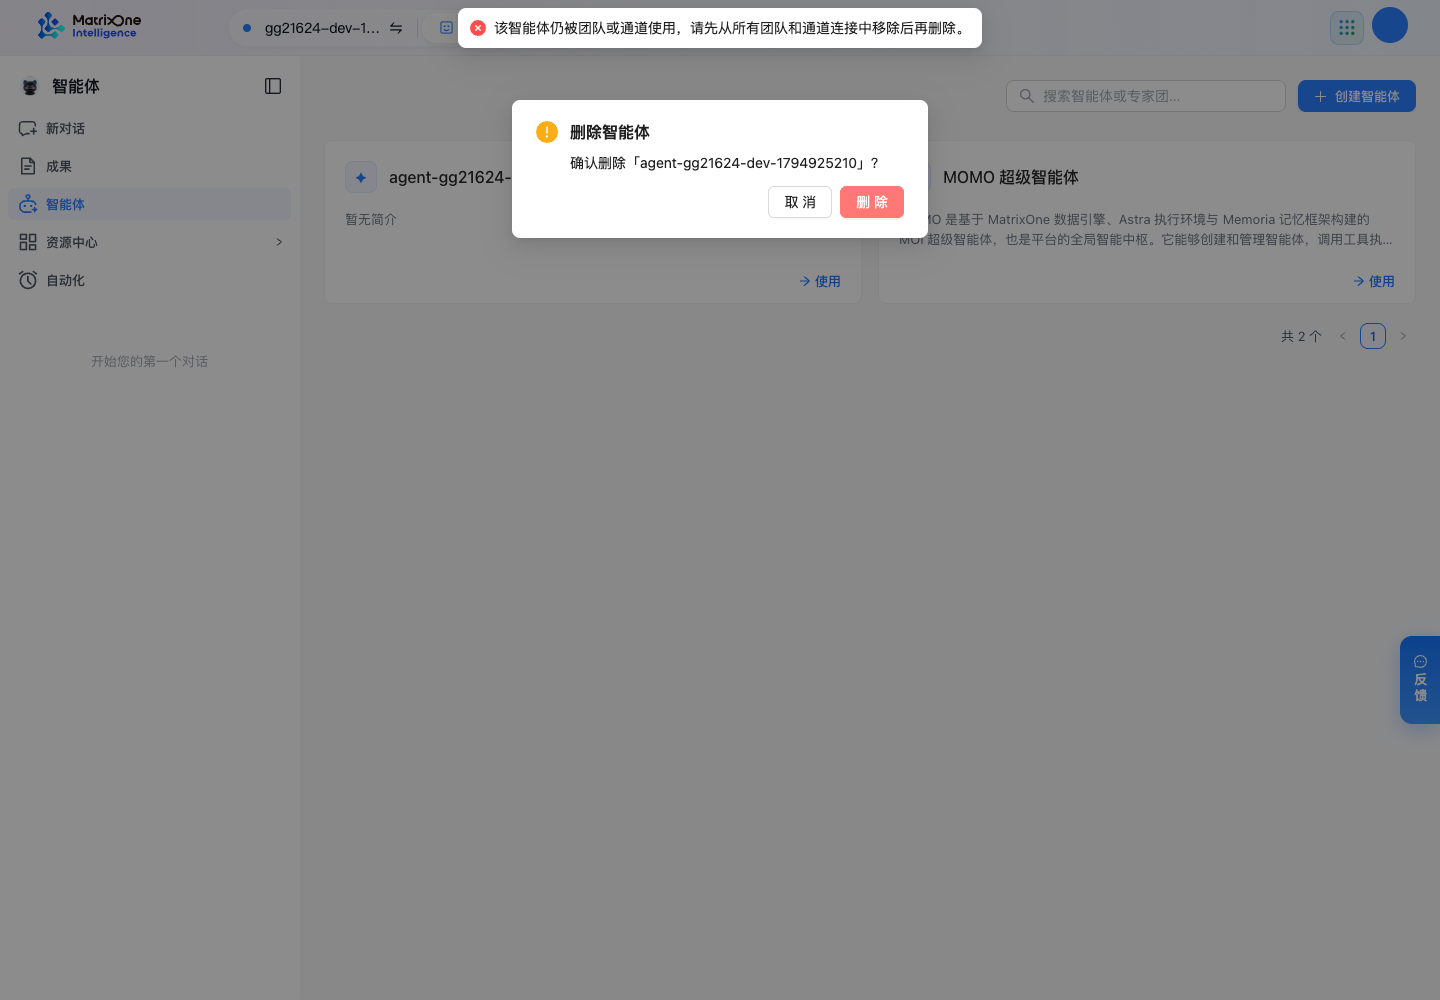 MatrixOne
Intelligence
gg21624-dev-1...
该智能体仍被团队或通道使用，请先从所有团队和通道连接中移除后再删除。
智能体
新对话
成果
智能体
资源中心
自动化
开始您的第一个对话
搜索智能体或专家团...
创建智能体
删除智能体
确认删除「agent-gg21624-dev-1794925210」？
取 消
删 除
agent-gg21624-
暂无简介
使用
MOMO 超级智能体
MO 是基于 MatrixOne 数据引擎、Astra 执行环境与 Memoria 记忆框架构建的
MOI 超级智能体，也是平台的全局智能中枢。它能够创建和管理智能体，调用工具执...
使用
共 2 个
1
反馈